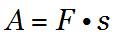 A = F • s